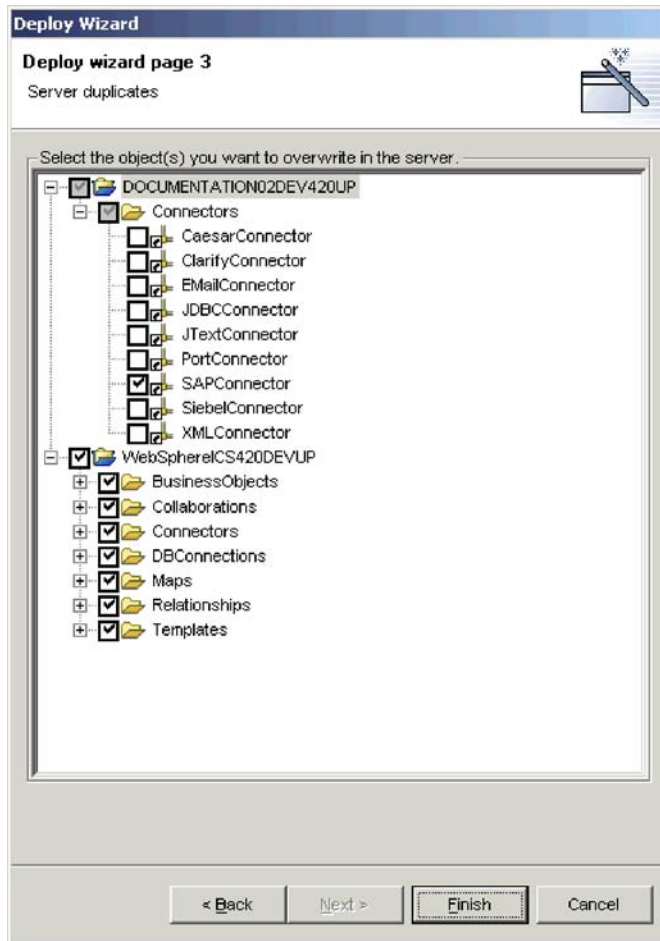 Deploy Wizard
Deploy wizard page 3
Server duplicates
Select the object(s) you want to overwrite in the server.
DOCUMENTATION02DEV420UP
Connectors
CaesarConnector
ClarifyConnector
EMailConnector
JDBCConnector
JTextConnector
PortConnector
SAPConnector
SiebelConnector
XMLConnector
WebSphereICS420DEVUP
BusinessObjects
Collaborations
Connectors
DBConnections
Maps
Relationships
Templates
< Back Next > Finish Cancel